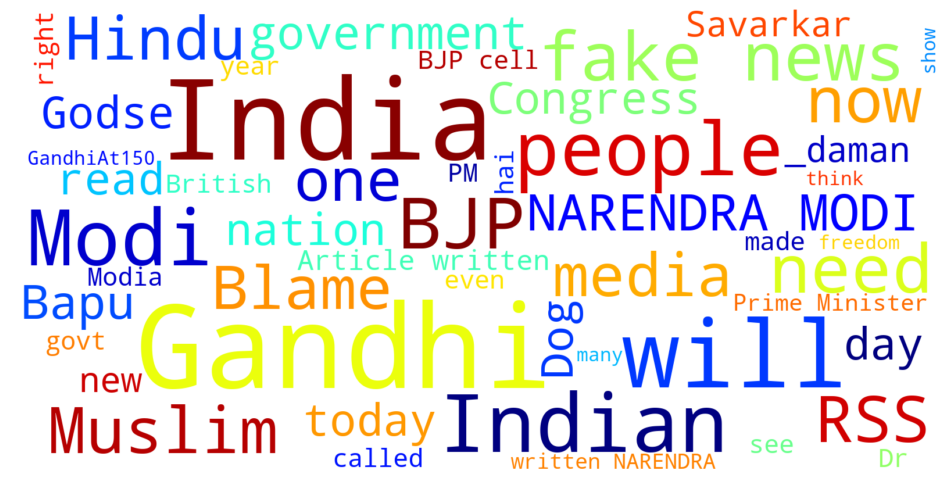 right
Hindu
government
year
BJP cell
Savarkar
fake news
show
Godse
India
Congress
now
GandhiAt150
read
British
one
PM
hai
people
_daman
think
Modi
nation
BJP
NARENDRA MODI
made
freedom
Article written
Modia
Bapu
Blame
even
media
need
Prime Minister
govt
Gandhi
Dog
many
will
day
new
Muslim
today
Indian
RSS
called
written NARENDRA
see
Dr